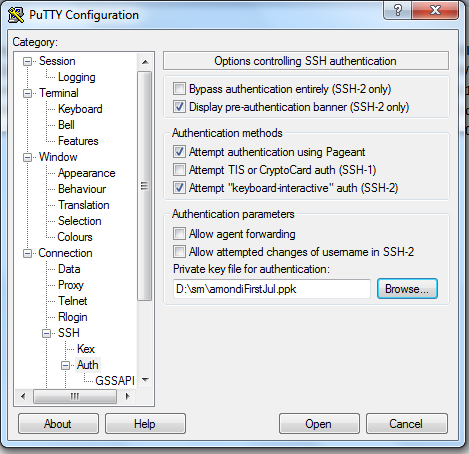 PuTTY Configuration
Category:
Session
Logging
Terminal
Keyboard
Bell
Features
Window
Appearance
Behaviour
Translation
Selection
Colours
Connection
Data
Proxy
Telnet
Rlogin
SSH
Kex
Auth
GSSAPI
Options controlling SSH authentication
Bypass authentication entirely (SSH-2 only)
Display pre-authentication banner (SSH-2 only)
Authentication methods
Attempt authentication using Pageant
Attempt TIS or CryptoCard auth (SSH-1)
Attempt "keyboard-interactive" auth (SSH-2)
Authentication parameters
Allow agent forwarding
Allow attempted changes of username in SSH-2
Private key file for authentication:
D:\sm\amondiFirstJul.ppk
Browse...
About
Help
Open
Cancel